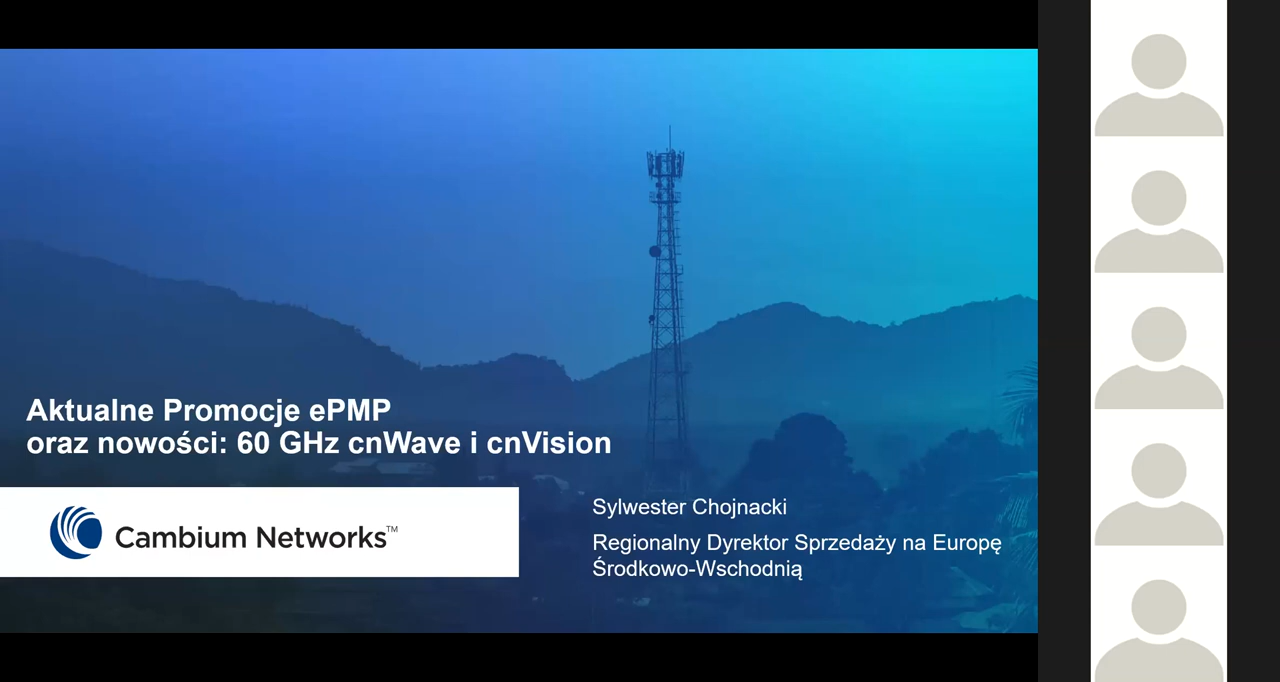 Aktualne Promocje ePMP
oraz nowości: 60 GHz cnWave i cnVision
Cambium Networks™
Sylwester Chojnacki
Regionalny Dyrektor Sprzedaży na Europę
Środkowo-Wschodnią